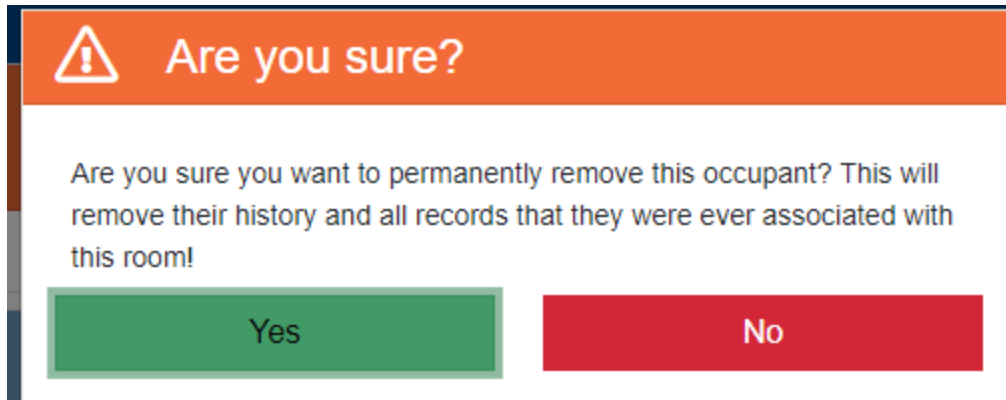 Are you sure?
Are you sure you want to permanently remove this occupant? This will
remove their history and all records that they were ever associated with
this room!
Yes
No